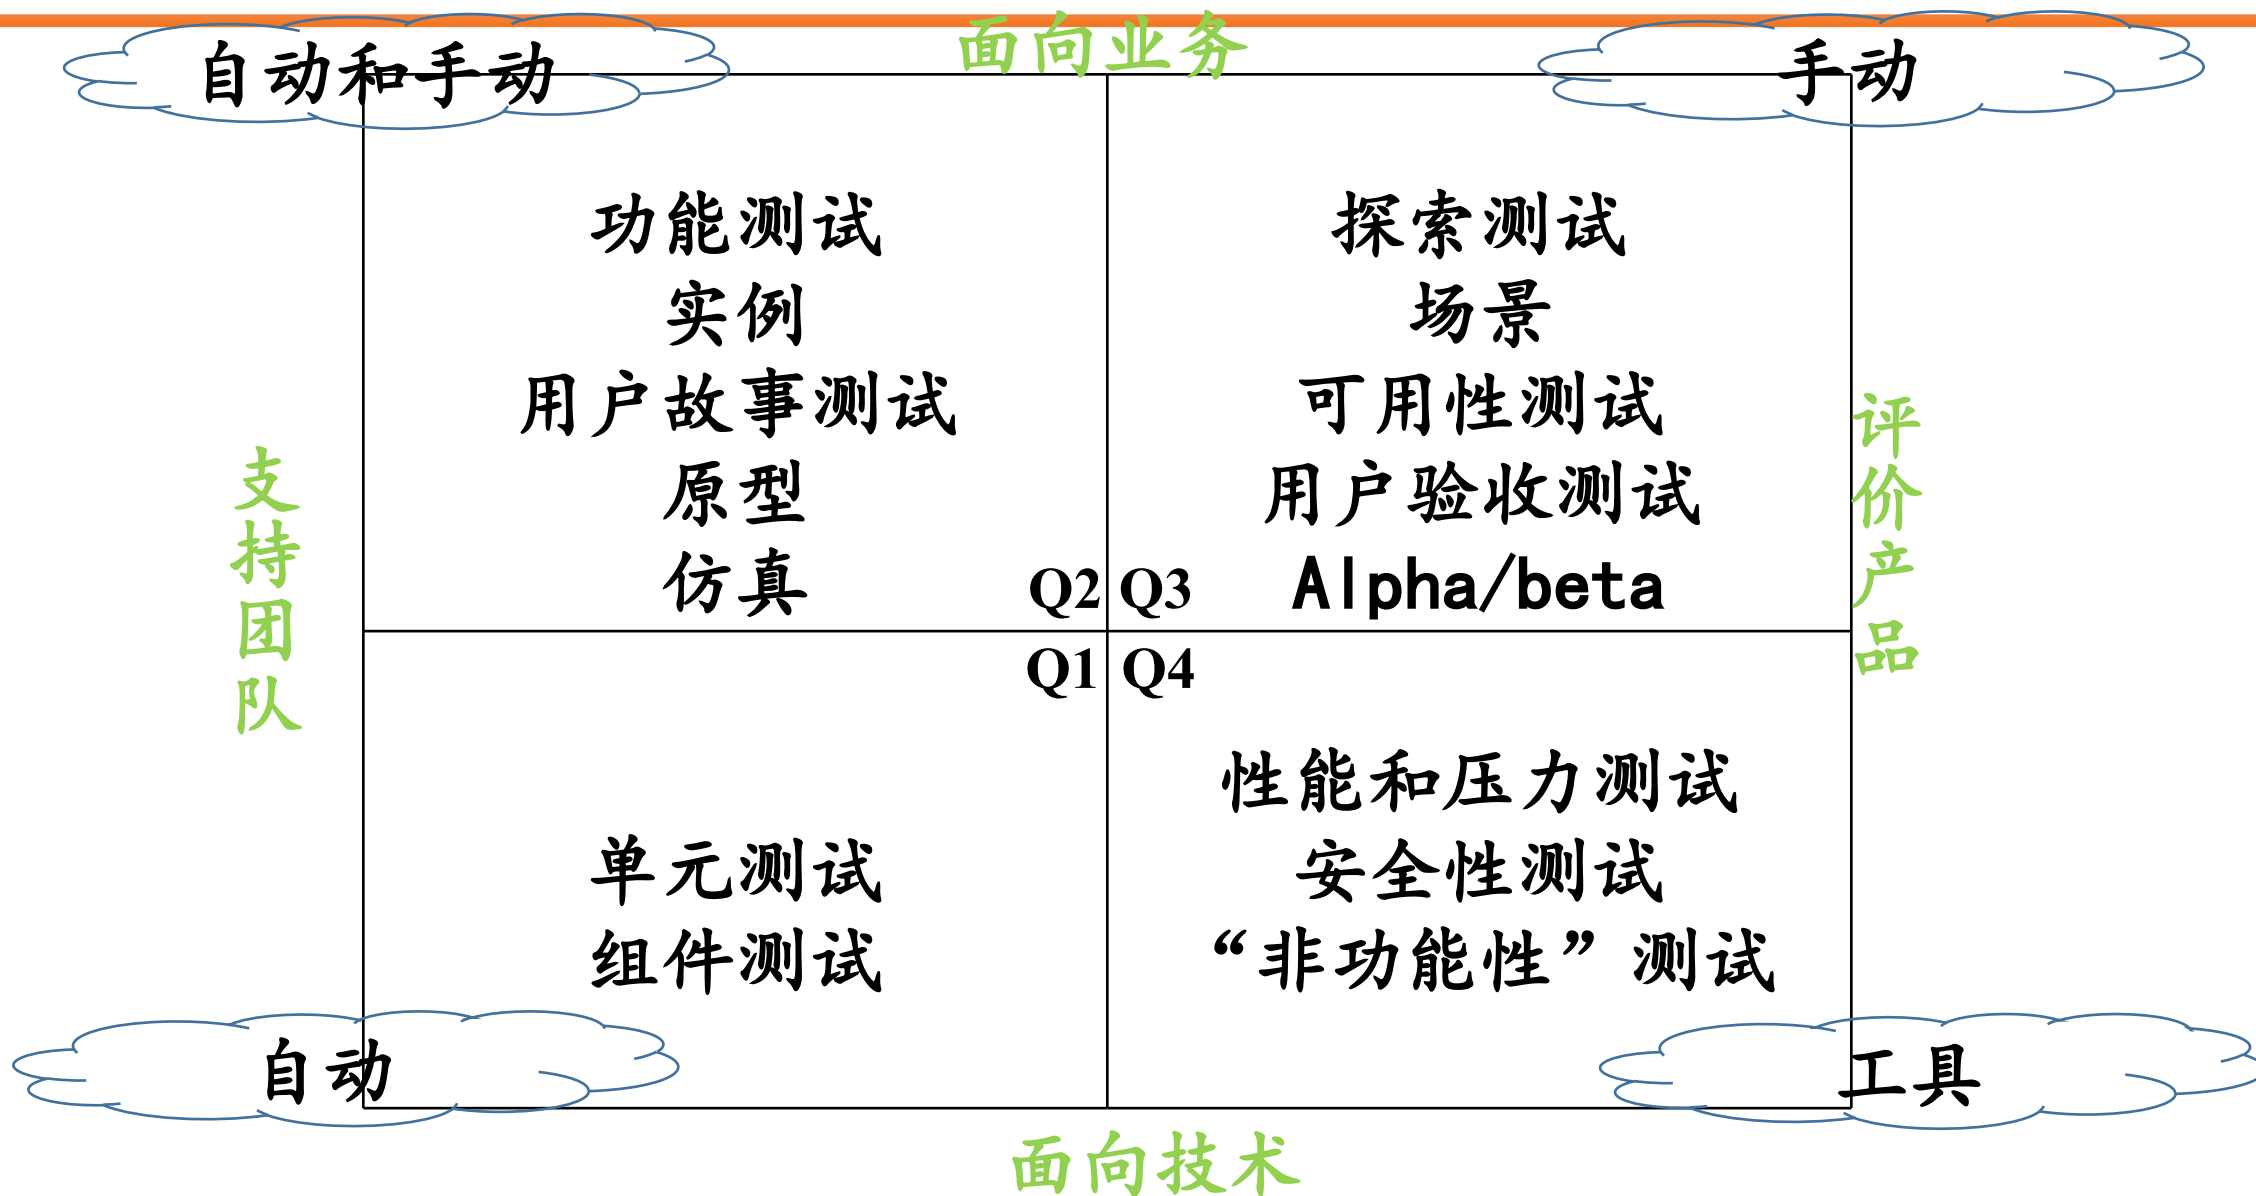 面向业务
自动和手动
手动
功能测试
实例
用户故事测试
原型
仿真
Q2
Q3
探索测试
场景
可用性测试
用户验收测试
Alpha/beta
支持团队
评价产品
Q1
Q4
单元测试
组件测试
性能和压力测试
安全性测试
“非功能性”测试
自动
工具
面向技术